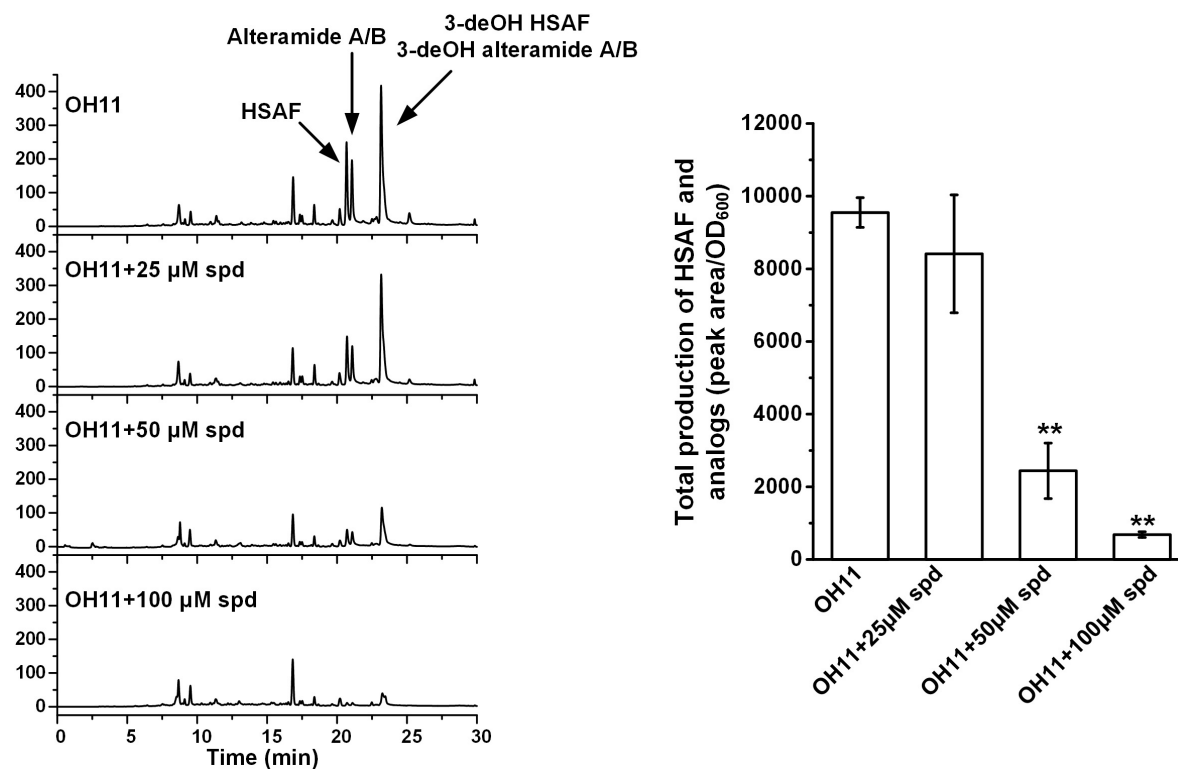 3-deOH HSAF
Alteramide A/B
3-deOH alteramide A/B
HSAF
OH11
400
300
200
100
0
OH11+25 µM spd
400
300
200
100
0
OH11+50 µM spd
400
300
200
100
0
OH11+100 µM spd
400
300
200
100
0
0 5 10 15 20 25 30
Time (min)
Total production of HSAF and
analogs (peak area/OD600)
12000
10000
8000
6000
4000
2000
0
**
**
OH11
OH11+25µM spd
OH11+50µM spd
OH11+100µM spd